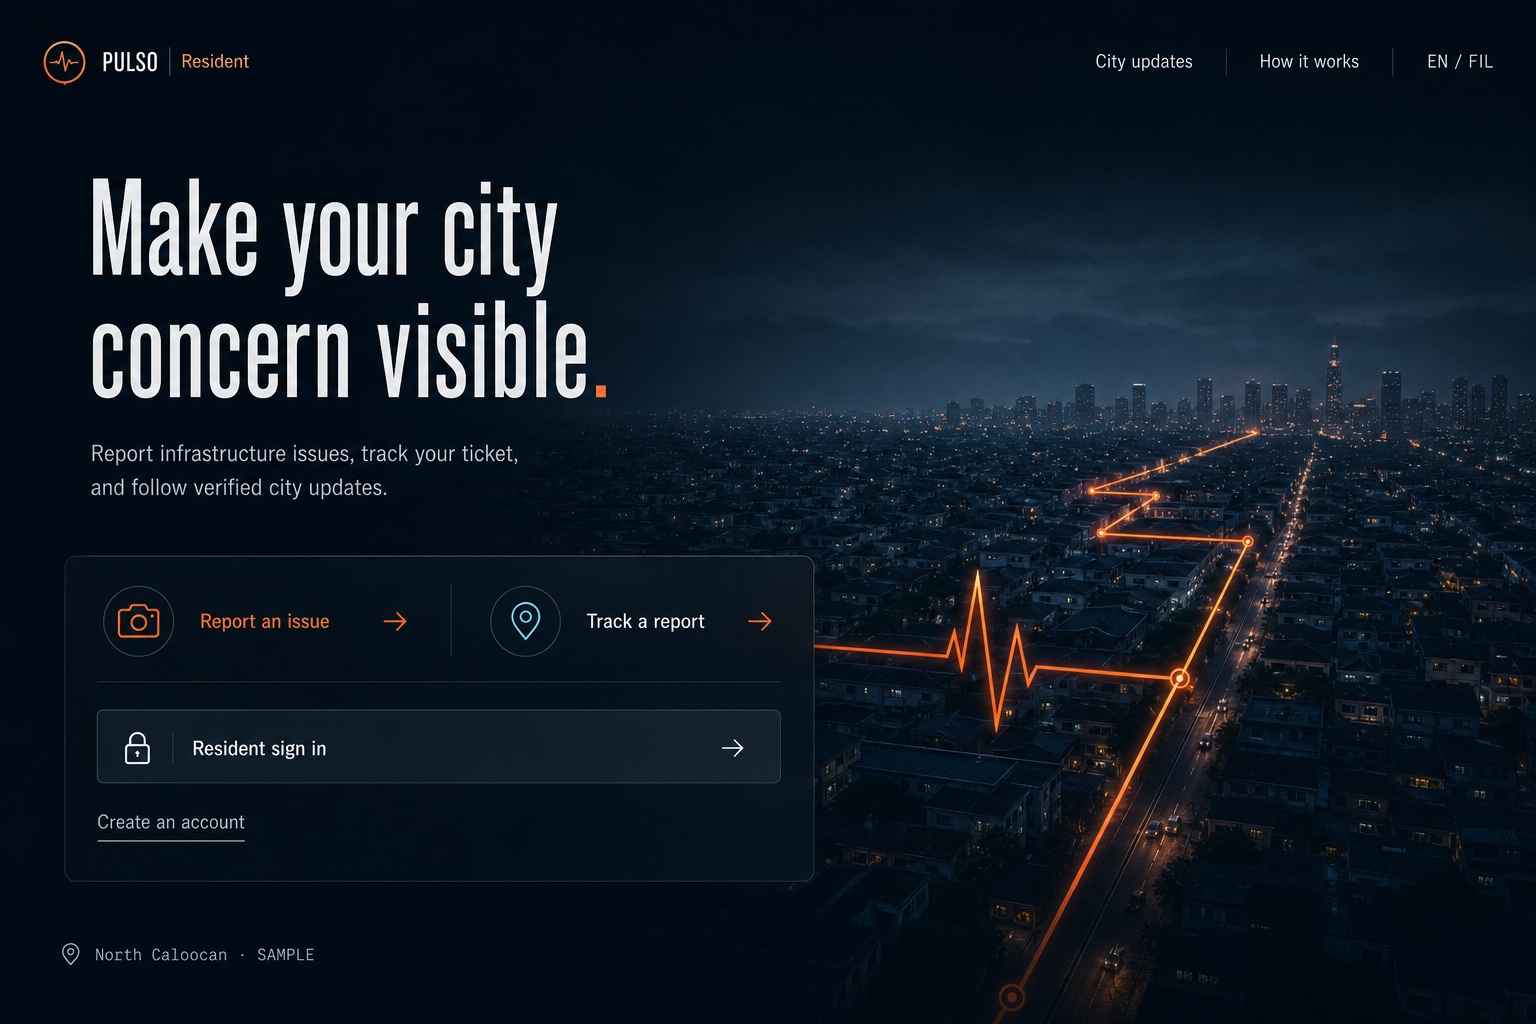 PULSO
Resident
City updates
How it works
EN / FIL
Make your city
concern visible.
Report infrastructure issues, track your ticket,
and follow verified city updates.
Report an issue
Track a report
Resident sign in
Create an account
North Caloocan · SAMPLE